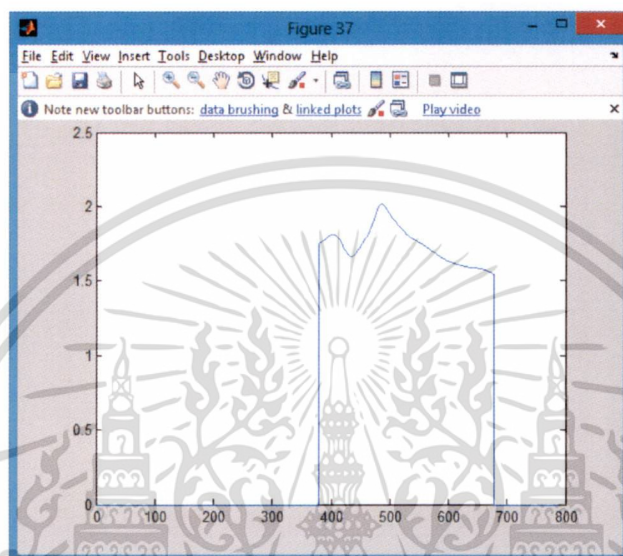 Figure 37
File Edit View Insert Tools Desktop Window Help
Note new toolbar buttons: data brushing & linked plots Play video
2.5
2
1.5
1
0.5
0
0 100 200 300 400 500 600 700 800